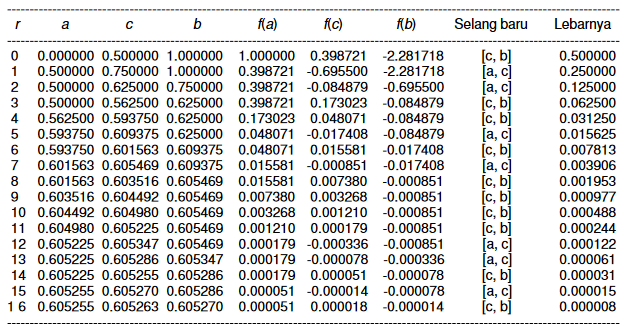 r a c b f(a) f(c) f(b) Selang baru Lebarnya
0 0.000000 0.500000 1.000000 1.000000 0.398721 -2.281718 [c, b] 0.500000
1 0.500000 0.750000 1.000000 0.398721 -0.695500 -2.281718 [a, c] 0.250000
2 0.500000 0.625000 0.750000 0.398721 -0.084879 -0.695500 [a, c] 0.125000
3 0.500000 0.562500 0.625000 0.398721 0.173023 -0.084879 [c, b] 0.062500
4 0.562500 0.593750 0.625000 0.173023 0.048071 -0.084879 [c, b] 0.031250
5 0.593750 0.609375 0.625000 0.048071 -0.017408 -0.084879 [a, c] 0.015625
6 0.593750 0.601563 0.609375 0.048071 0.015581 -0.017408 [c, b] 0.007813
7 0.601563 0.605469 0.609375 0.015581 -0.000851 -0.017408 [a, c] 0.003906
8 0.601563 0.603516 0.605469 0.015581 0.007380 -0.000851 [c, b] 0.001953
9 0.603516 0.604492 0.605469 0.007380 0.003268 -0.000851 [c, b] 0.000977
10 0.604492 0.604980 0.605469 0.003268 0.001210 -0.000851 [c, b] 0.000488
11 0.604980 0.605225 0.605469 0.001210 0.000179 -0.000851 [c, b] 0.000244
12 0.605225 0.605347 0.605469 0.000179 -0.000336 -0.000851 [a, c] 0.000122
13 0.605225 0.605286 0.605347 0.000179 -0.000078 -0.000336 [a, c] 0.000061
14 0.605225 0.605255 0.605286 0.000179 0.000051 -0.000078 [c, b] 0.000031
15 0.605255 0.605270 0.605286 0.000051 -0.000014 -0.000078 [a, c] 0.000015
1 6 0.605255 0.605263 0.605270 0.000051 0.000018 -0.000014 [c, b] 0.000008